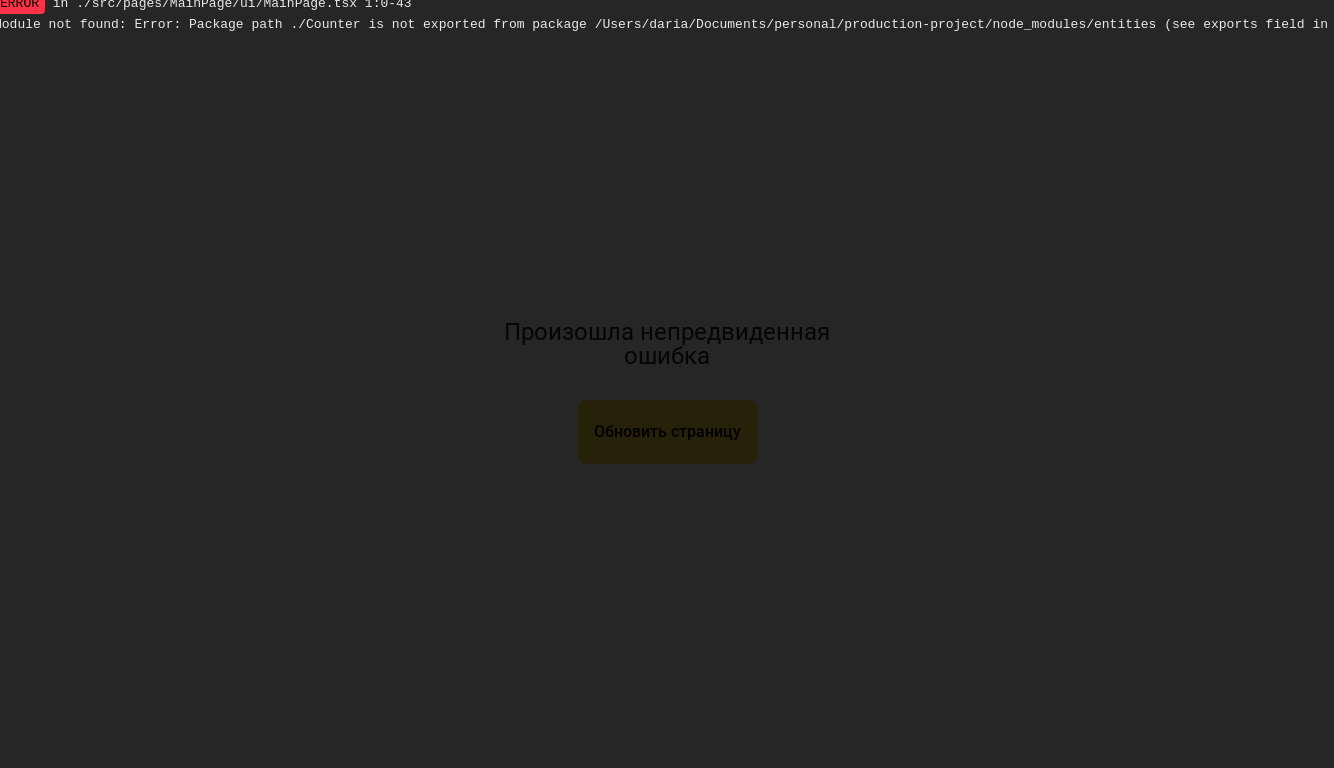 ERROR in ./src/pages/MainPage/ui/MainPage.tsx 1:0-43
Module not found: Error: Package path ./Counter is not exported from package /Users/daria/Documents/personal/production-project/node_modules/entities (see exports field in
Произошла непредвиденная
ошибка
Обновить страницу